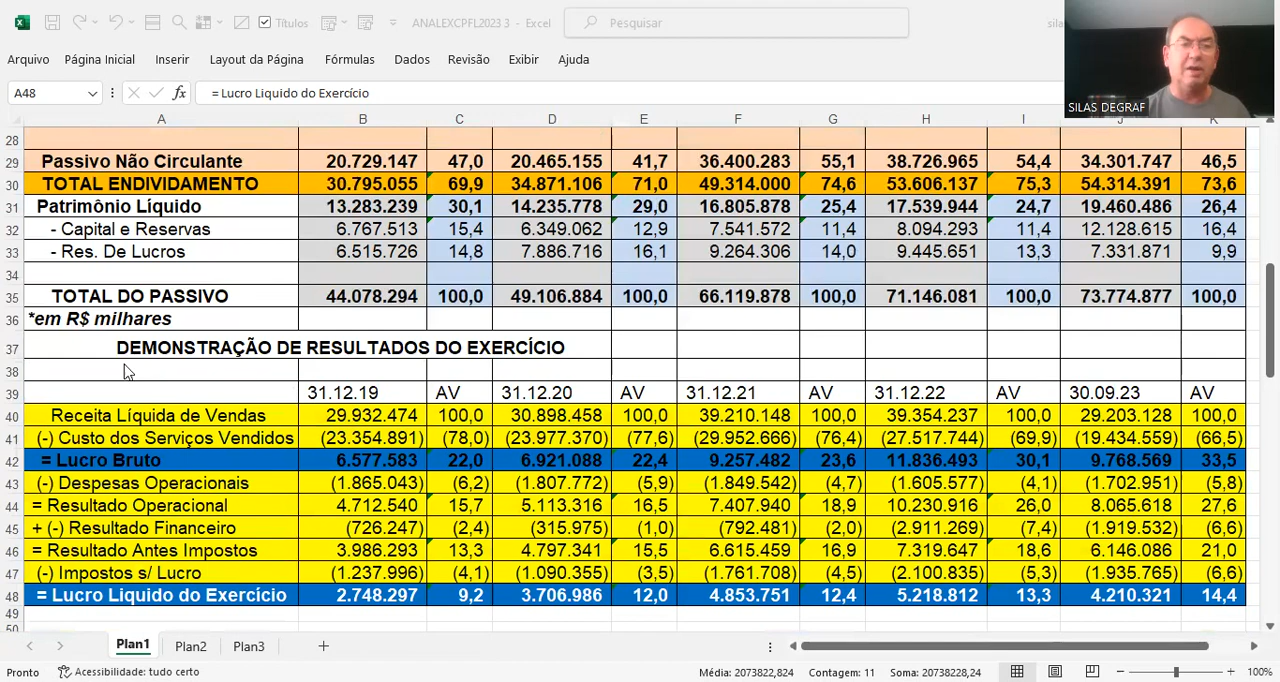 Títulos ANALEXCPFL2023 3 - Excel Pesquisar silas
Arquivo Página Inicial Inserir Layout da Página Fórmulas Dados Revisão Exibir Ajuda
SILAS DEGRAF
A48 fx = Lucro Liquido do Exercício
A B C D E F G H I J K
28
29 Passivo Não Circulante 20.729.147 47,0 20.465.155 41,7 36.400.283 55,1 38.726.965 54,4 34.301.747 46,5
30 TOTAL ENDIVIDAMENTO 30.795.055 69,9 34.871.106 71,0 49.314.000 74,6 53.606.137 75,3 54.314.391 73,6
31 Patrimônio Líquido 13.283.239 30,1 14.235.778 29,0 16.805.878 25,4 17.539.944 24,7 19.460.486 26,4
32 - Capital e Reservas 6.767.513 15,4 6.349.062 12,9 7.541.572 11,4 8.094.293 11,4 12.128.615 16,4
33 - Res. De Lucros 6.515.726 14,8 7.886.716 16,1 9.264.306 14,0 9.445.651 13,3 7.331.871 9,9
34
35 TOTAL DO PASSIVO 44.078.294 100,0 49.106.884 100,0 66.119.878 100,0 71.146.081 100,0 73.774.877 100,0
36 *em R$ milhares
37 DEMONSTRAÇÃO DE RESULTADOS DO EXERCÍCIO
38
39 31.12.19 AV 31.12.20 AV 31.12.21 AV 31.12.22 AV 30.09.23 AV
40 Receita Líquida de Vendas 29.932.474 100,0 30.898.458 100,0 39.210.148 100,0 39.354.237 100,0 29.203.128 100,0
41 (-) Custo dos Serviços Vendidos (23.354.891) (78,0) (23.977.370) (77,6) (29.952.666) (76,4) (27.517.744) (69,9) (19.434.559) (66,5)
42 = Lucro Bruto 6.577.583 22,0 6.921.088 22,4 9.257.482 23,6 11.836.493 30,1 9.768.569 33,5
43 (-) Despesas Operacionais (1.865.043) (6,2) (1.807.772) (5,9) (1.849.542) (4,7) (1.605.577) (4,1) (1.702.951) (5,8)
44 = Resultado Operacional 4.712.540 15,7 5.113.316 16,5 7.407.940 18,9 10.230.916 26,0 8.065.618 27,6
45 + (-) Resultado Financeiro (726.247) (2,4) (315.975) (1,0) (792.481) (2,0) (2.911.269) (7,4) (1.919.532) (6,6)
46 = Resultado Antes Impostos 3.986.293 13,3 4.797.341 15,5 6.615.459 16,9 7.319.647 18,6 6.146.086 21,0
47 (-) Impostos s/ Lucro (1.237.996) (4,1) (1.090.355) (3,5) (1.761.708) (4,5) (2.100.835) (5,3) (1.935.765) (6,6)
48 = Lucro Liquido do Exercício 2.748.297 9,2 3.706.986 12,0 4.853.751 12,4 5.218.812 13,3 4.210.321 14,4
49
50
Plan1 Plan2 Plan3
Pronto Acessibilidade: tudo certo Média: 2073822,824 Contagem: 11 Soma: 20738228,24 100%